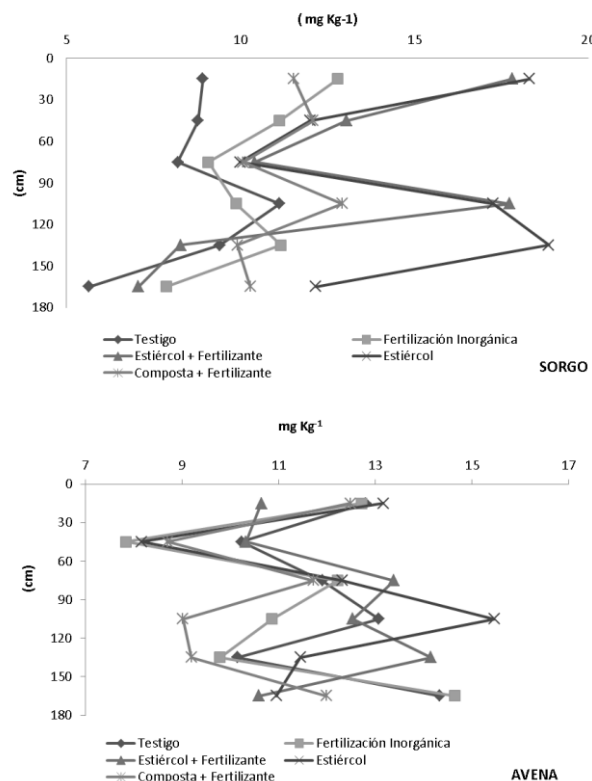 ( mg Kg-1)
5 10 15 20
0
30
60
90
120
150
180
(cm)
Testigo Fertilización Inorgánica
Estiércol + Fertilizante Estiércol
Composta + Fertilizante
SORGO
mg Kg-1
7 9 11 13 15 17
0
30
60
90
120
150
180
(cm)
Testigo Fertilización Inorgánica
Estiércol + Fertilizante Estiércol
Composta + Fertilizante
AVENA